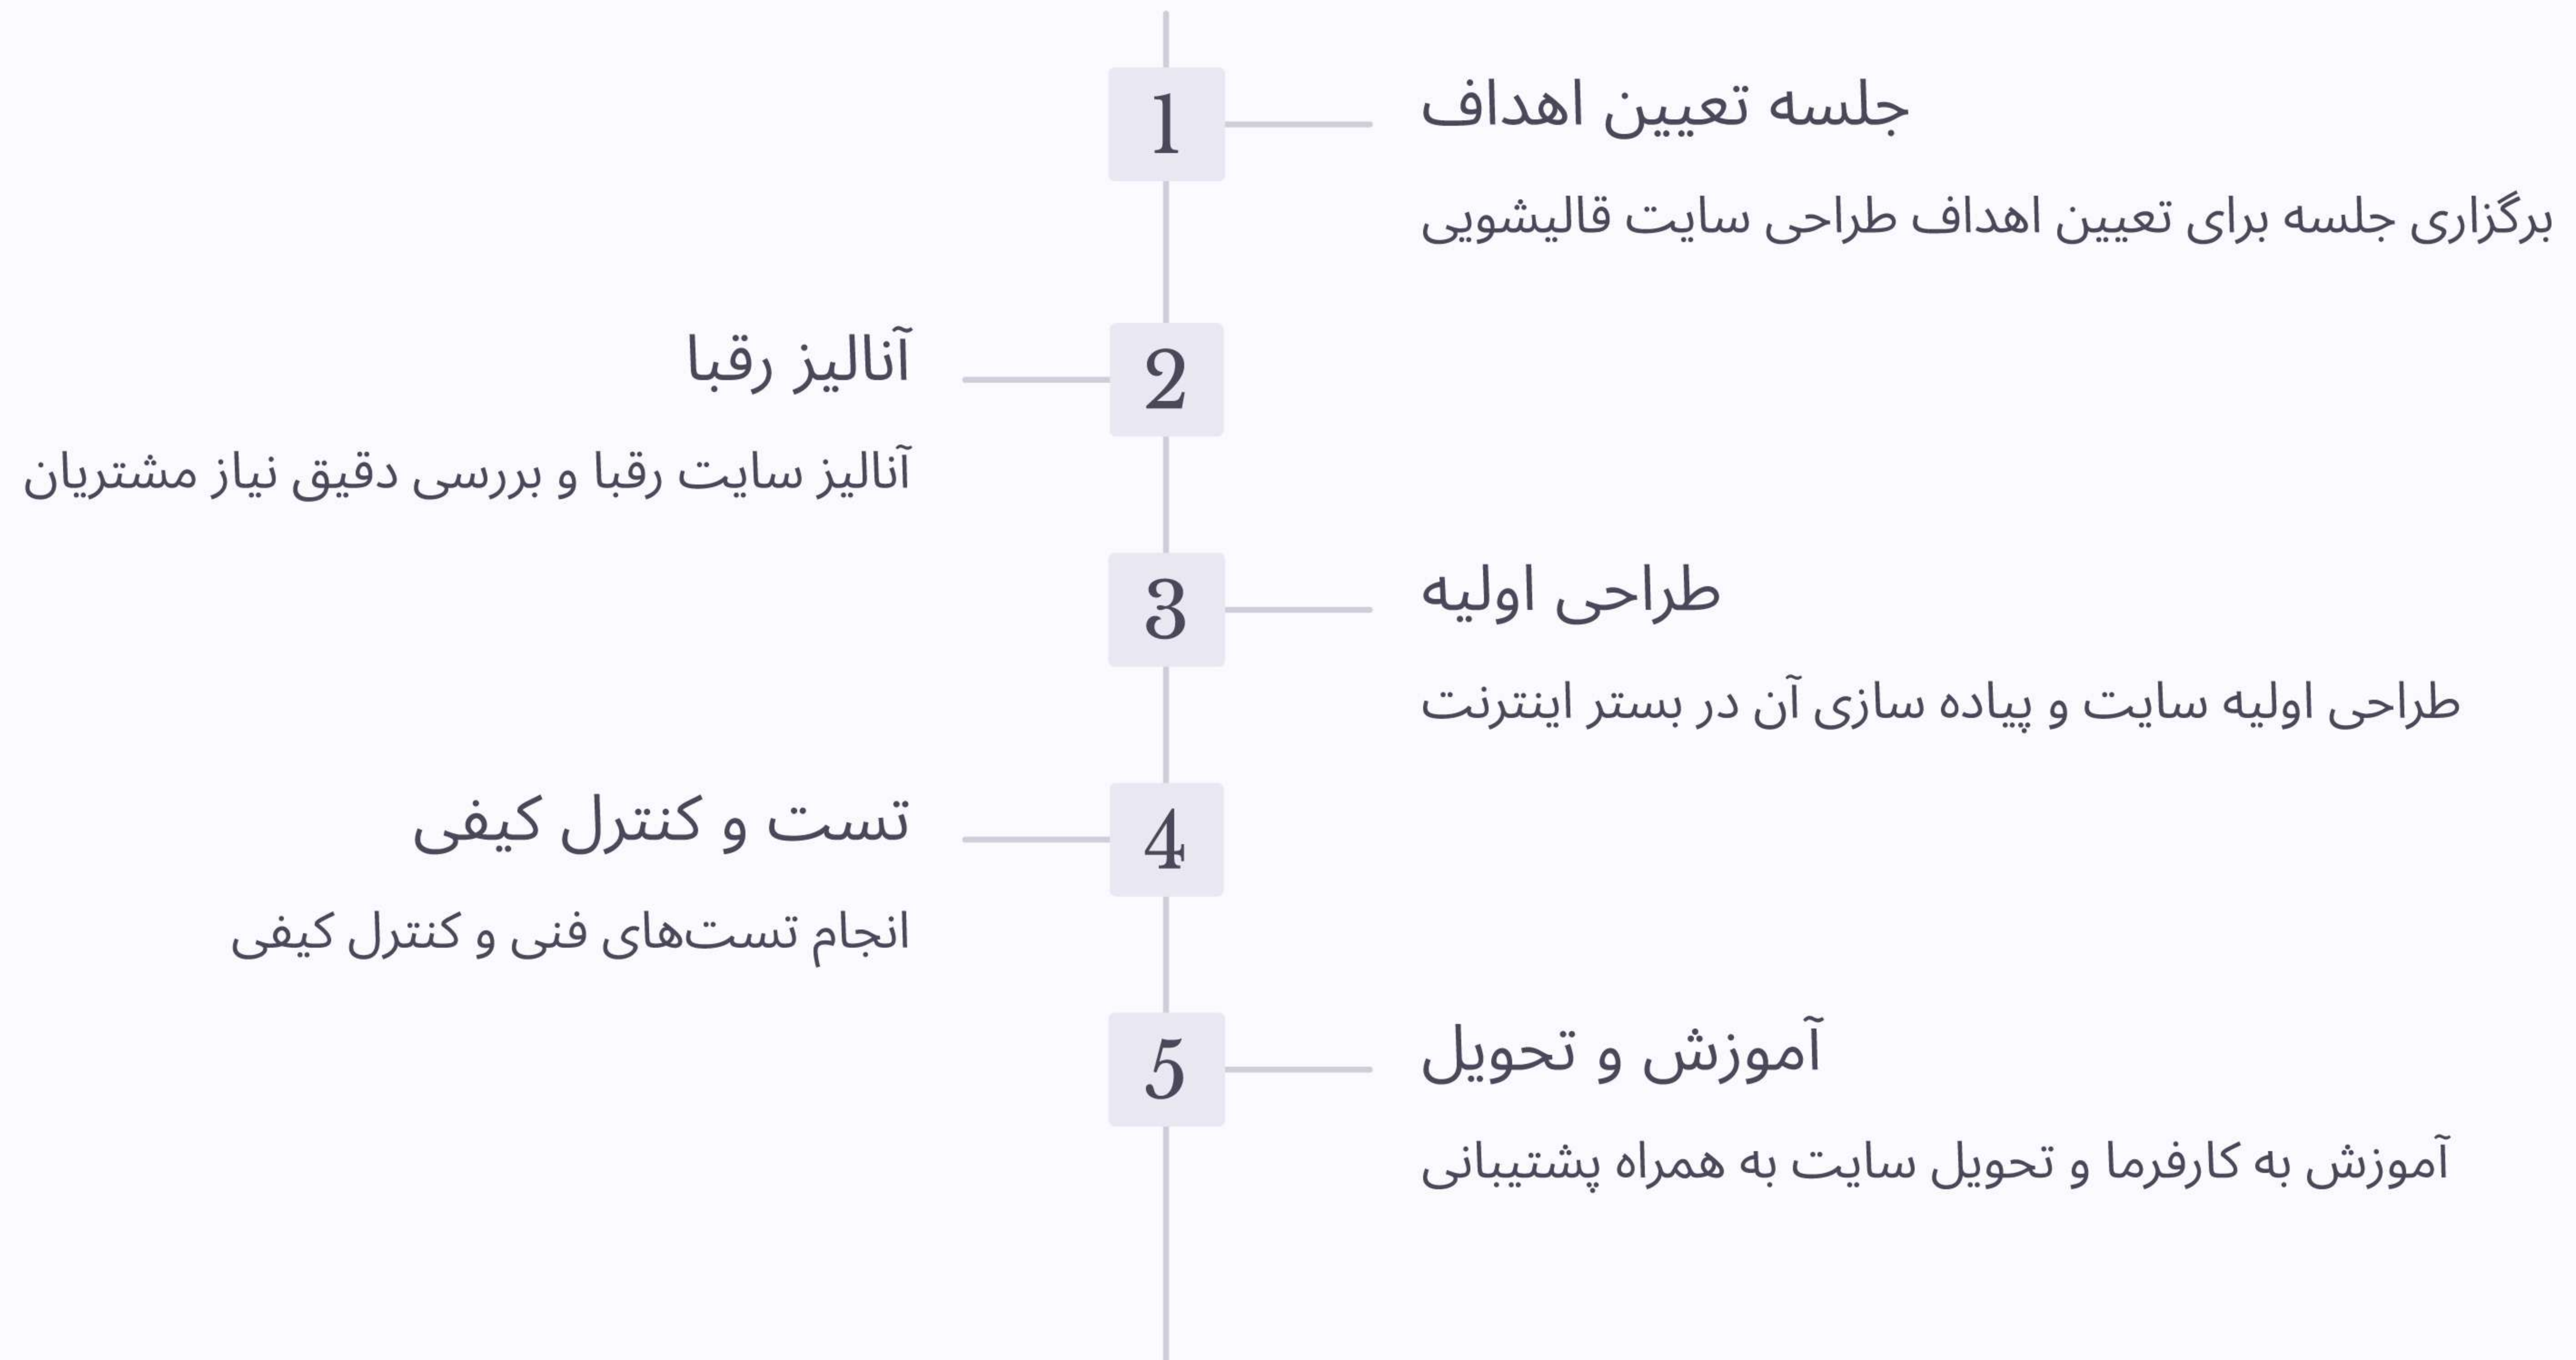 1
جلسه تعیین اهداف
برگزاری جلسه برای تعیین اهداف طراحی سایت قالیشویی
2
آنالیز رقبا
آنالیز سایت رقبا و بررسی دقیق نیاز مشتریان
3
طراحی اولیه
طراحی اولیه سایت و پیاده سازی آن در بستر اینترنت
4
تست و کنترل کیفی
انجام تست‌های فنی و کنترل کیفی
5
آموزش و تحویل
آموزش به کارفرما و تحویل سایت به همراه پشتیبانی